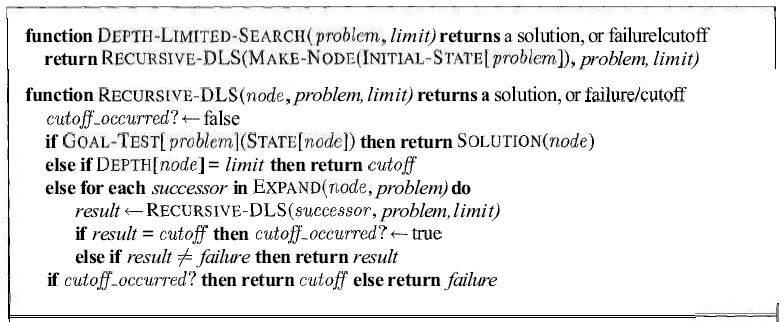 function DEPTH-LIMITED-SEARCH(problem, limit) returns a solution, or failurelcutoff
return RECURSIVE-DLS(MAKE-NODE(INITIAL-STATE[problem]), problem, limit)
function RECURSIVE-DLS(node, problem, limit) returns a solution, or failure/cutoff
cutoff_occurred? ← false
if GOAL-TEST[problem](STATE[node]) then return SOLUTION(node)
else if DEPTH[node] = limit then return cutoff
else for each successor in EXPAND(node, problem) do
result ← RECURSIVE-DLS(successor, problem, limit)
if result = cutoff then cutoff_occurred? ← true
else if result ≠ failure then return result
if cutoff_occurred? then return cutoff else return failure